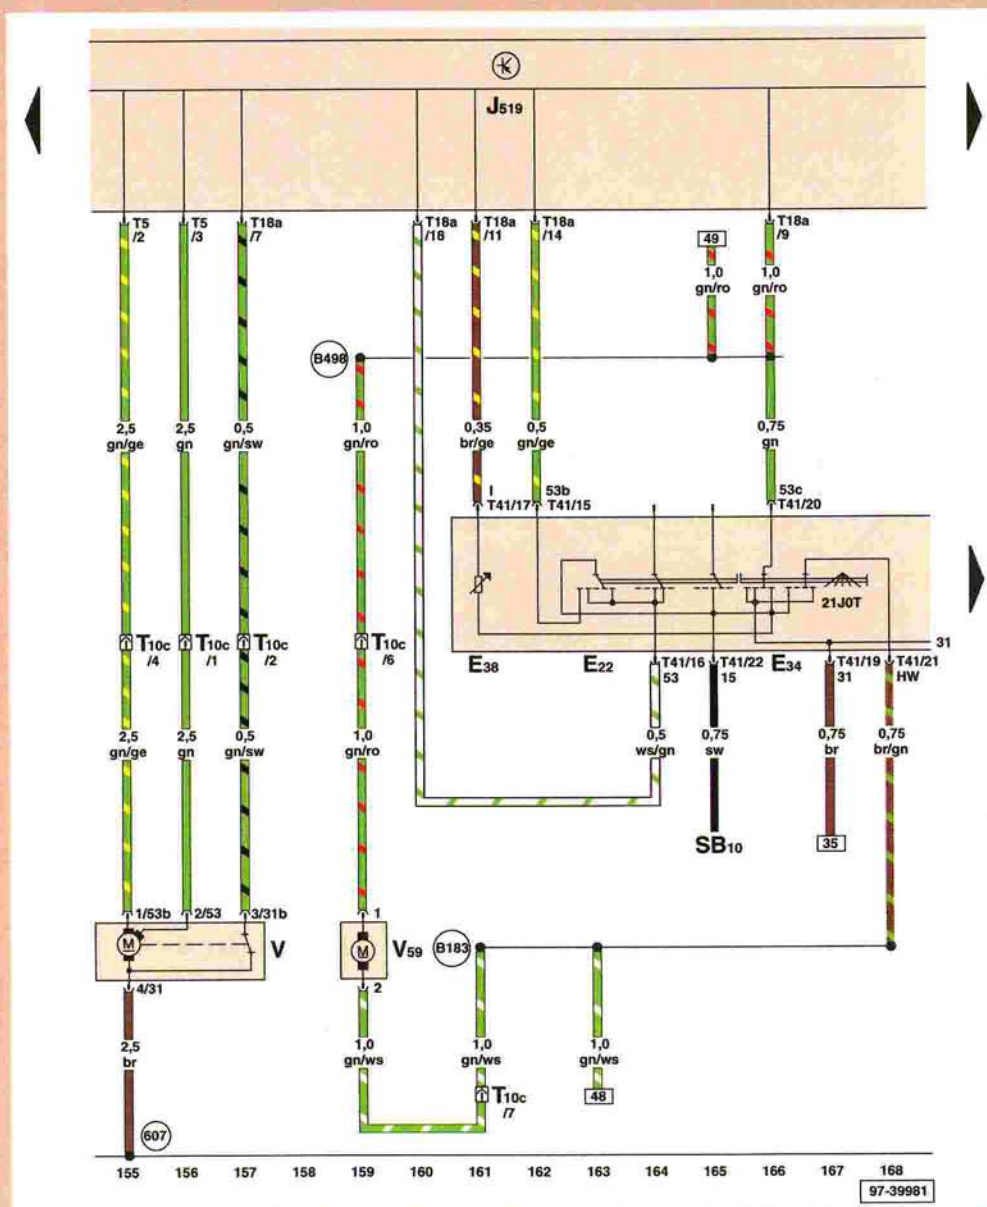 J519
T5 T5 T18a T18a T18a T18a T18a
/2 /3 /7 /18 /11 /14 /9
49
1,0 1,0
gn/ro gn/ro
B498
2,5 2,5 0,5 1,0 0,35 0,5 0,75
gn/ge gn gn/sw gn/ro br/ge gn/ge gn
I 53b 53c
T41/17 T41/15 T41/20
21J0T
T10c T10c T10c T10c
/4 /1 /2 /6
31
E38 E22 T41/16 T41/22 E34 T41/19 T41/21
53 15 31 HW
2,5 2,5 0,5 1,0 0,5 0,75 0,75 0,75
gn/ge gn gn/sw gn/ro ws/gn sw br br/gn
SB10 35
1/53b 2/53 3/31b 1
M V M V59 B183
4/31 2
2,5 1,0 1,0 1,0
br gn/ws gn/ws gn/ws
T10c 48
/7
607
155 156 157 158 159 160 161 162 163 164 165 166 167 168
97-39981